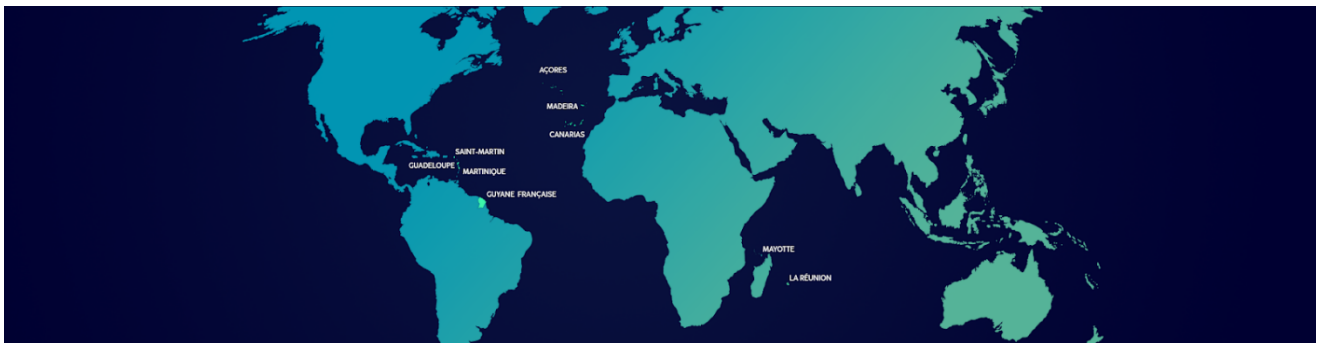 AÇORES
MADEIRA
CANARIAS
SAINT-MARTIN
GUADELOUPE
MARTINIQUE
GUYANE FRANÇAISE
MAYOTTE
LA RÉUNION